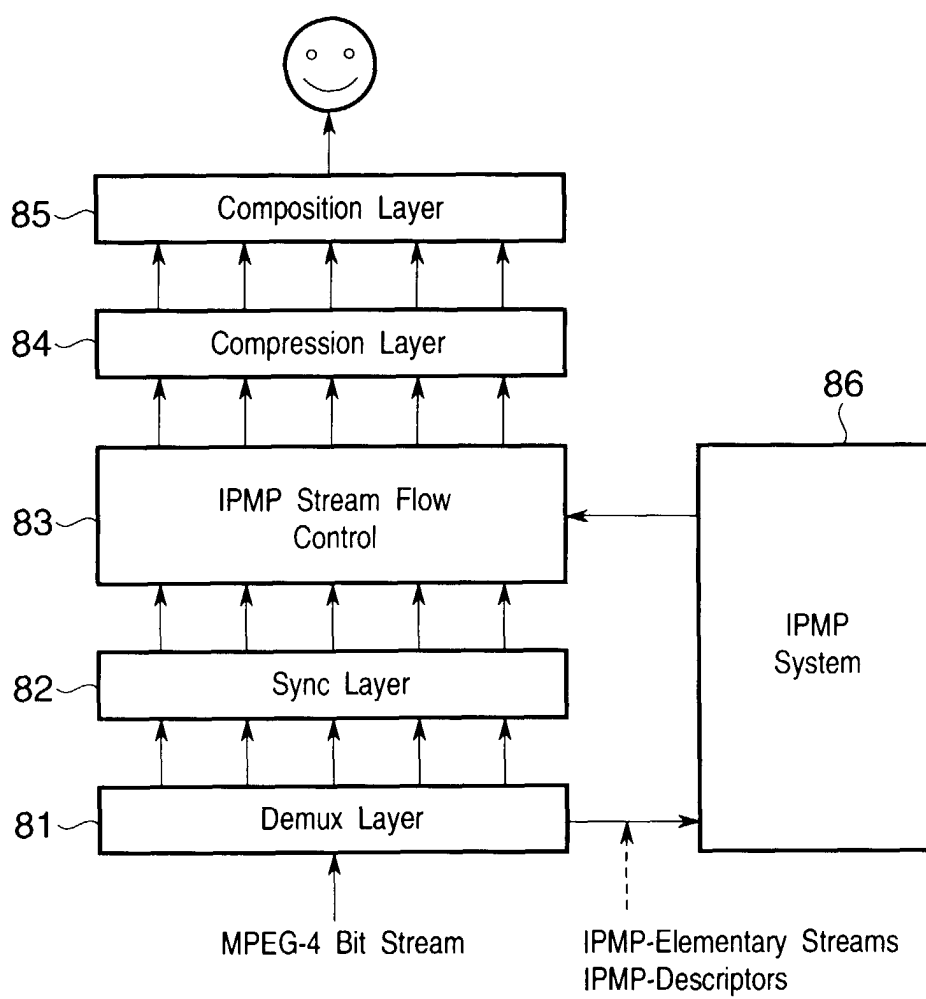 85
Composition Layer
84
Compression Layer
86
83
IPMP Stream Flow
Control
IPMP
System
82
Sync Layer
81
Demux Layer
MPEG-4 Bit Stream
IPMP-Elementary Streams
IPMP-Descriptors